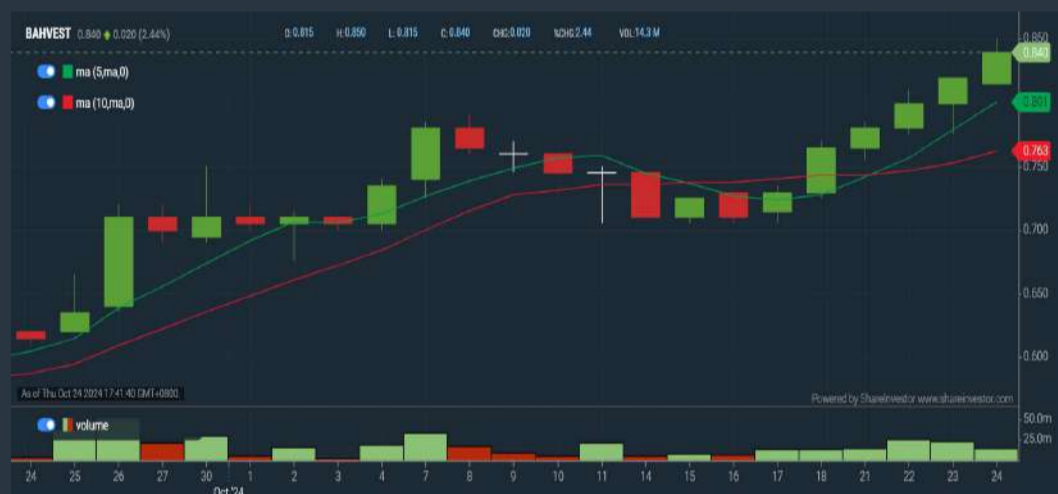 BAHVEST 0.840 0.020 (2.44%) O:0.815 H:0.850 L:0.815 C:0.840 CHG:0.020 %CHG:2.44 VOL:14.3 M
ma (5,ma,0)
ma (10,ma,0)
0.850
0.840
0.801
0.763
0.750
0.700
0.650
0.600
As of Thu Oct 24 2024 17:41:40 GMT+0800
Powered by ShareInvestor www.shareinvestor.com
volume
50.0m
25.0m
24 25 26 27 30 1 2 3 4 7 8 9 10 11 14 15 16 17 18 21 22 23 24
Oct '24